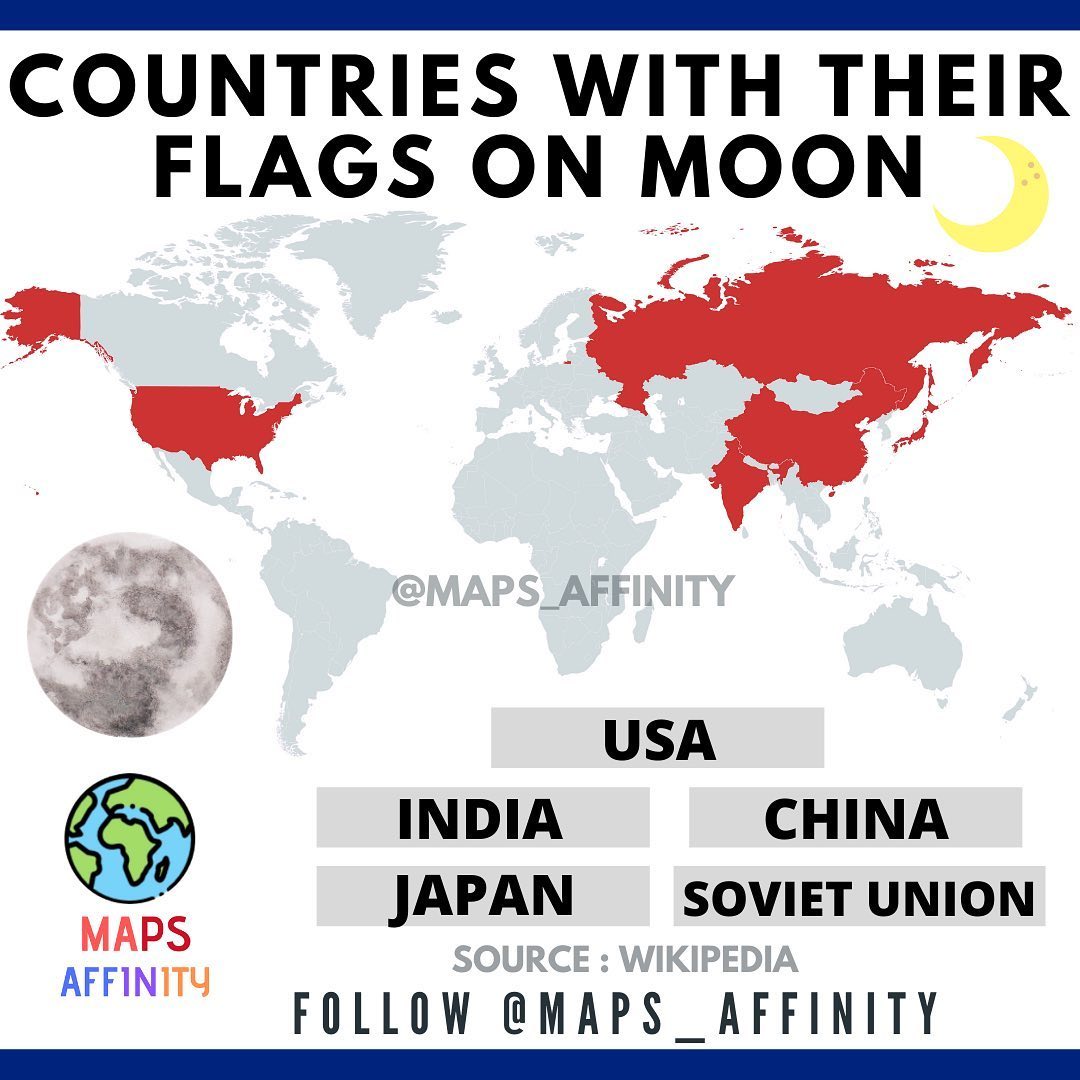 COUNTRIES WITH THEIR
FLAGS ON MOON
@MAPS_AFFINITY
USA
INDIA
CHINA
JAPAN
SOVIET UNION
MAPS
AFFINITY
SOURCE : WIKIPEDIA
FOLLOW @MAPS_AFFINITY